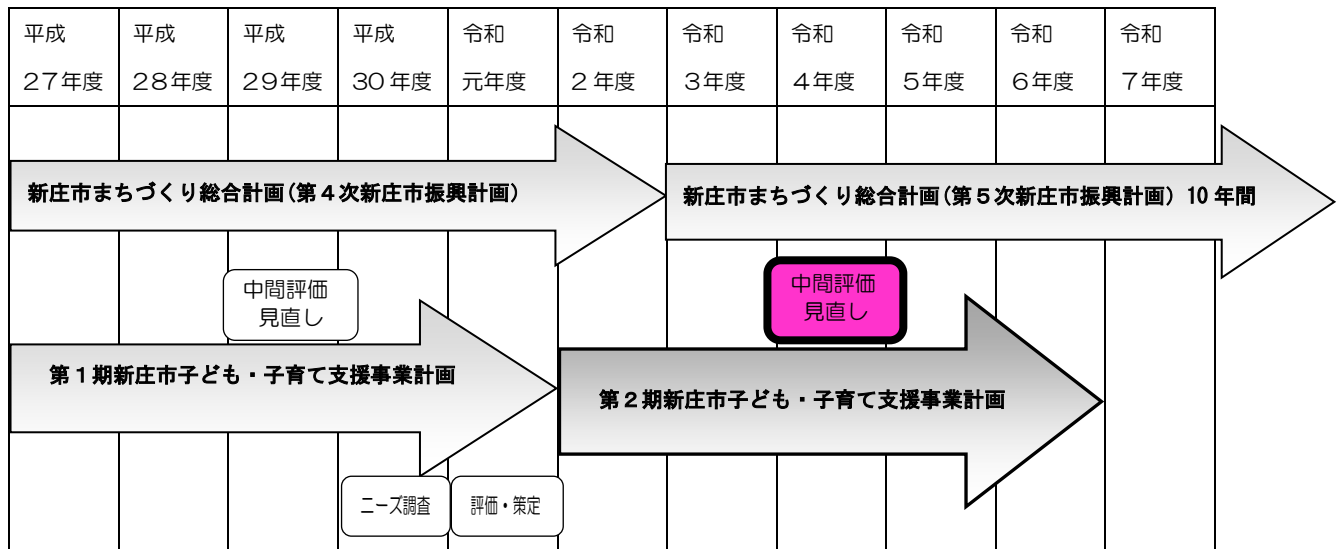 平成 平成 平成 平成 令和 令和 令和 令和 令和 令和 令和
27年度 28年度 29年度 30年度 元年度 2年度 3年度 4年度 5年度 6年度 7年度
新庄市まちづくり総合計画(第4次新庄市振興計画)
新庄市まちづくり総合計画(第5次新庄市振興計画) 10年間
中間評価
見直し
中間評価
見直し
第1期新庄市子ども・子育て支援事業計画
第2期新庄市子ども・子育て支援事業計画
ニーズ調査
評価・策定